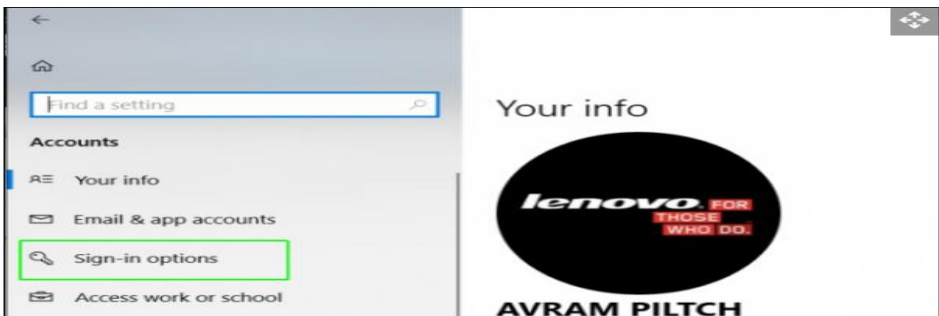 Find a setting
Accounts
Your info
Email & app accounts
Sign-in options
Access work or school
Your info
lenovo FOR
THOSE
WHO DO.
AVRAM PILTCH